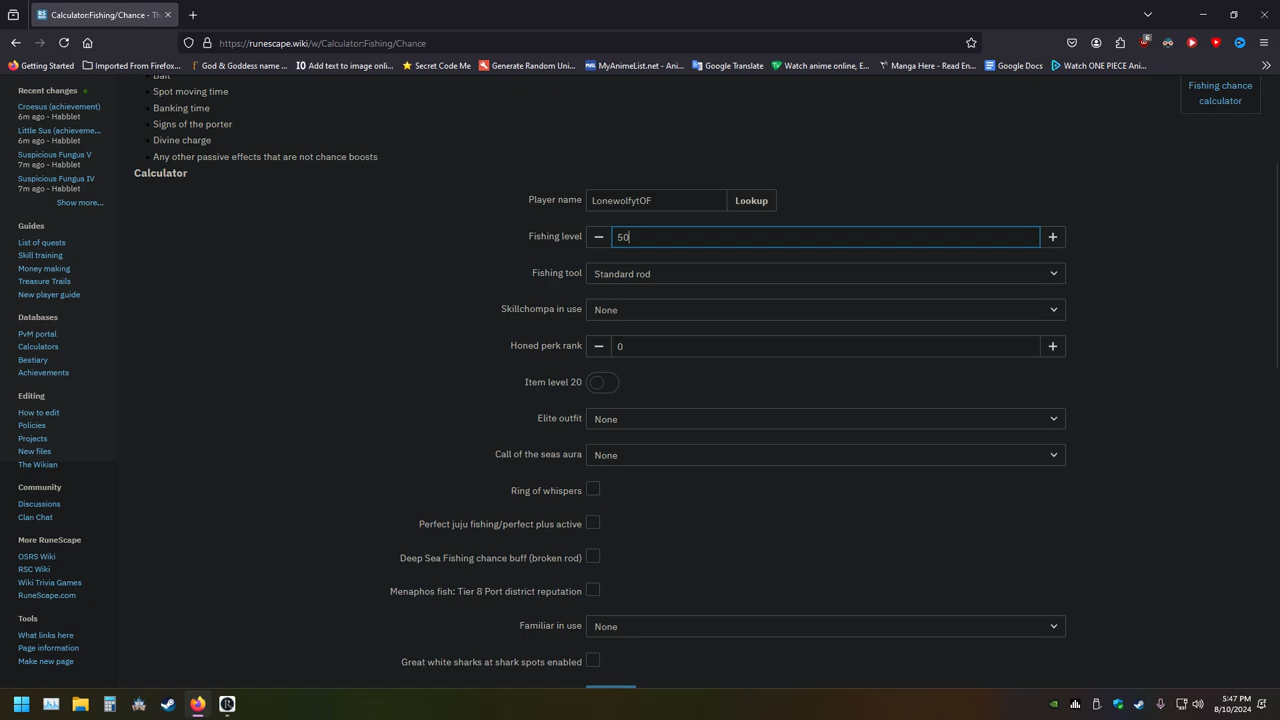 Calculator:Fishing/Chance - Th
https://runescape.wiki/w/Calculator:Fishing/Chance
Getting Started
Imported From Firefox...
God & Goddess name ...
Add text to image onli...
Secret Code Me
Generate Random Uni...
MyAnimeList.net - Ani...
Google Translate
Watch anime online, E...
Manga Here - Read En...
Google Docs
Watch ONE PIECE Ani...
Recent changes
Croesus (achievement)
6m ago - Habblet
Little Sus (achieveme...
6m ago - Habblet
Suspicious Fungus V
7m ago - Habblet
Suspicious Fungus IV
7m ago - Habblet
Show more...
Guides
List of quests
Skill training
Money making
Treasure Trails
New player guide
Databases
PvM portal
Calculators
Bestiary
Achievements
Editing
How to edit
Policies
Projects
New files
The Wikian
Community
Discussions
Clan Chat
More RuneScape
OSRS Wiki
RSC Wiki
Wiki Trivia Games
RuneScape.com
Tools
What links here
Page information
Make new page
Bait
Spot moving time
Banking time
Signs of the porter
Divine charge
Any other passive effects that are not chance boosts
Calculator
Player name LonewolfytOF Lookup
Fishing level 50
Fishing tool Standard rod
Skillchompa in use None
Honed perk rank 0
Item level 20
Elite outfit None
Call of the seas aura None
Ring of whispers
Perfect juju fishing/perfect plus active
Deep Sea Fishing chance buff (broken rod)
Menaphos fish: Tier 8 Port district reputation
Familiar in use None
Great white sharks at shark spots enabled
Fishing chance
calculator
5:47 PM
8/10/2024